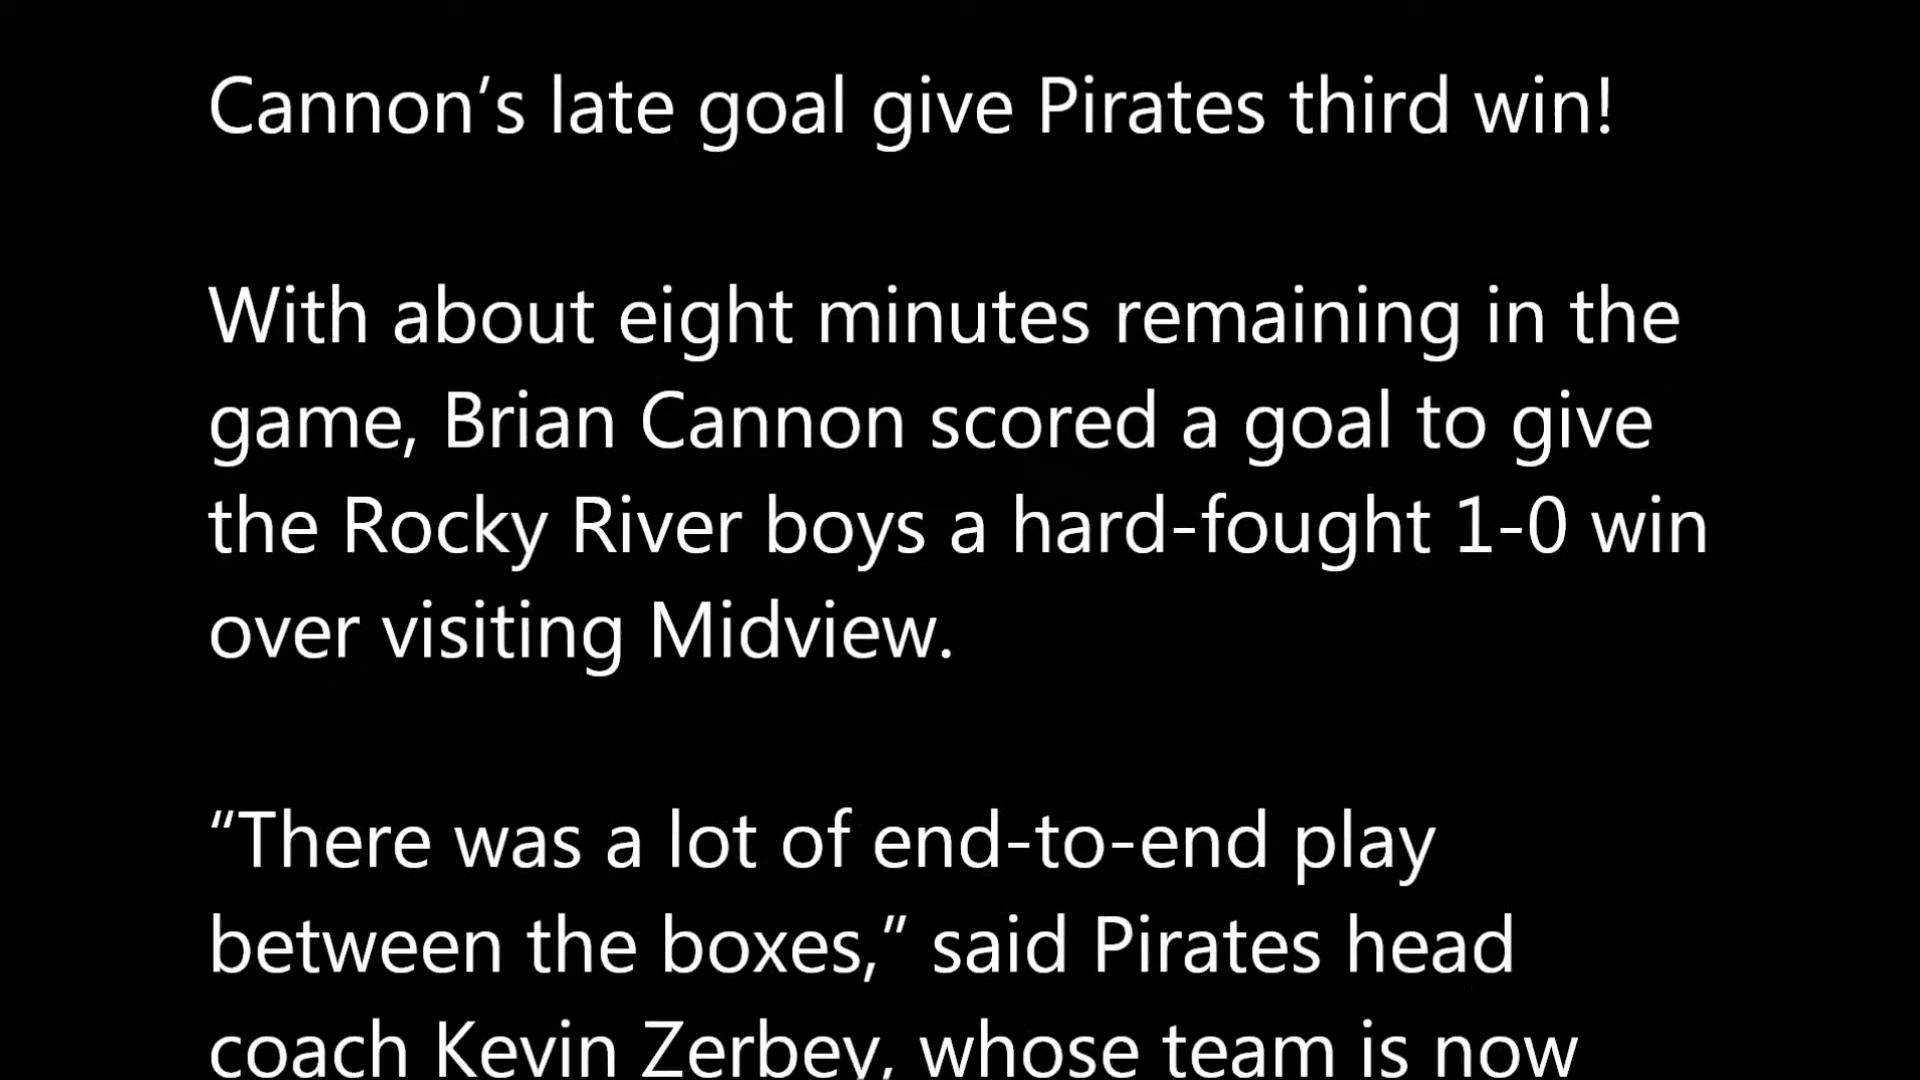 Cannon’s late goal give Pirates third win!
With about eight minutes remaining in the
game, Brian Cannon scored a goal to give
the Rocky River boys a hard-fought 1-0 win
over visiting Midview.
“There was a lot of end-to-end play
between the boxes,” said Pirates head
coach Kevin Zerbey, whose team is now